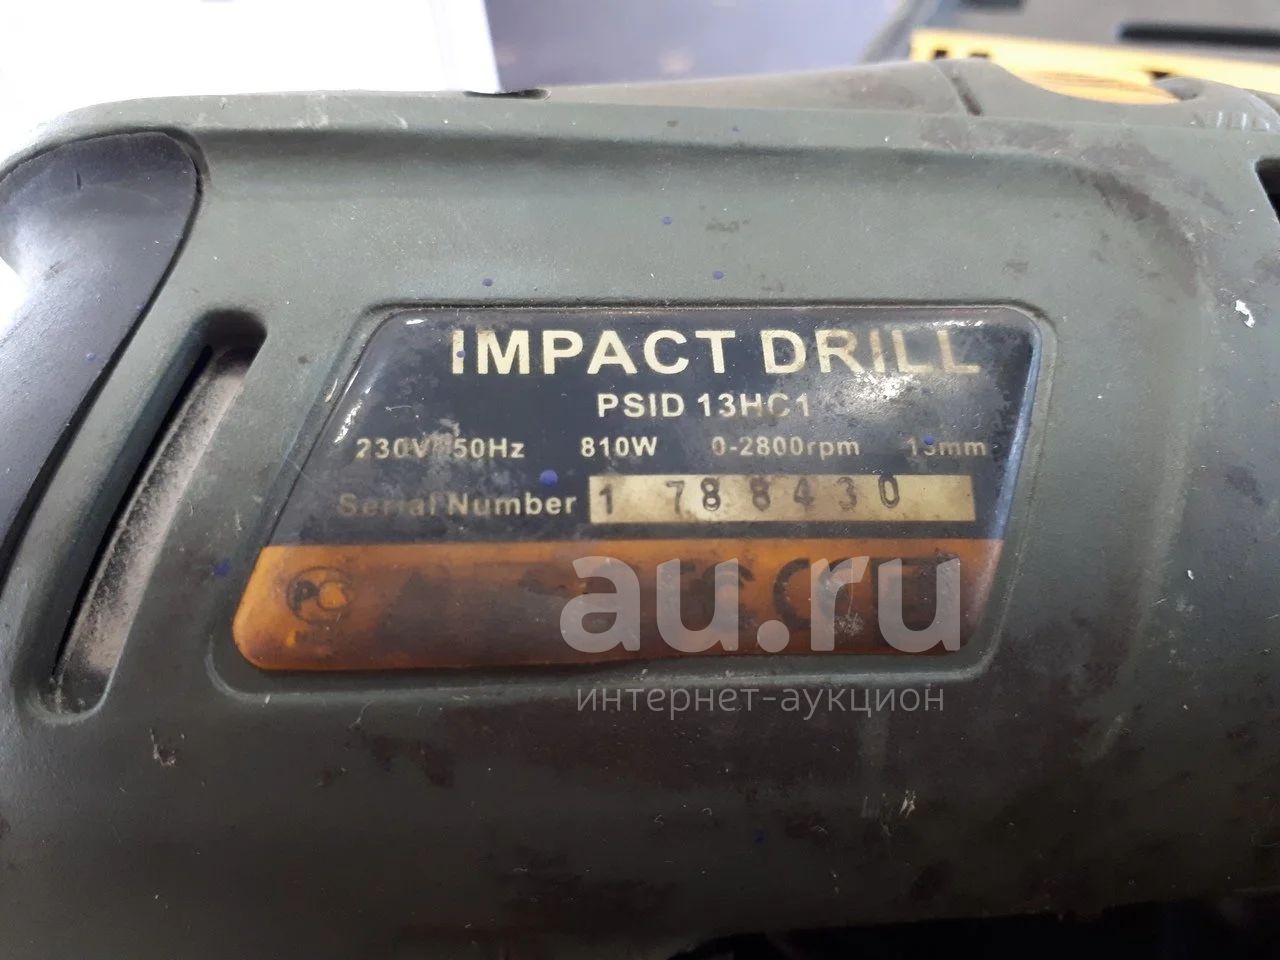 IMPACT DRILL
PSID 13HC1
230V~50Hz 810W 0-2800rpm 13mm
Serial Number 1 788430
au.ru
интернет-аукцион